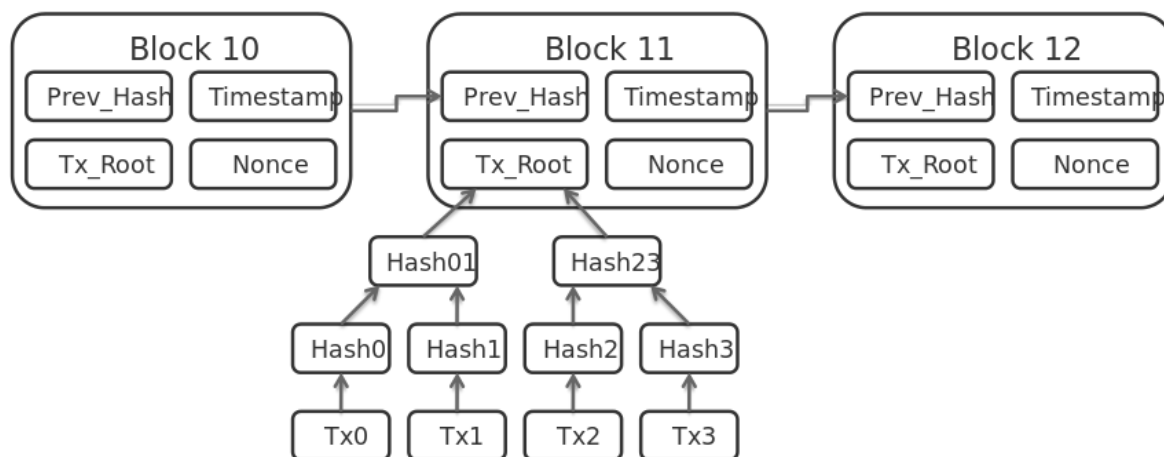 Block 10
Block 11
Block 12
Prev_Hash
Timestamp
Prev_Hash
Timestamp
Prev_Hash
Timestamp
Tx_Root
Nonce
Tx_Root
Nonce
Tx_Root
Nonce
Hash01
Hash23
Hash0
Hash1
Hash2
Hash3
Tx0
Tx1
Tx2
Tx3